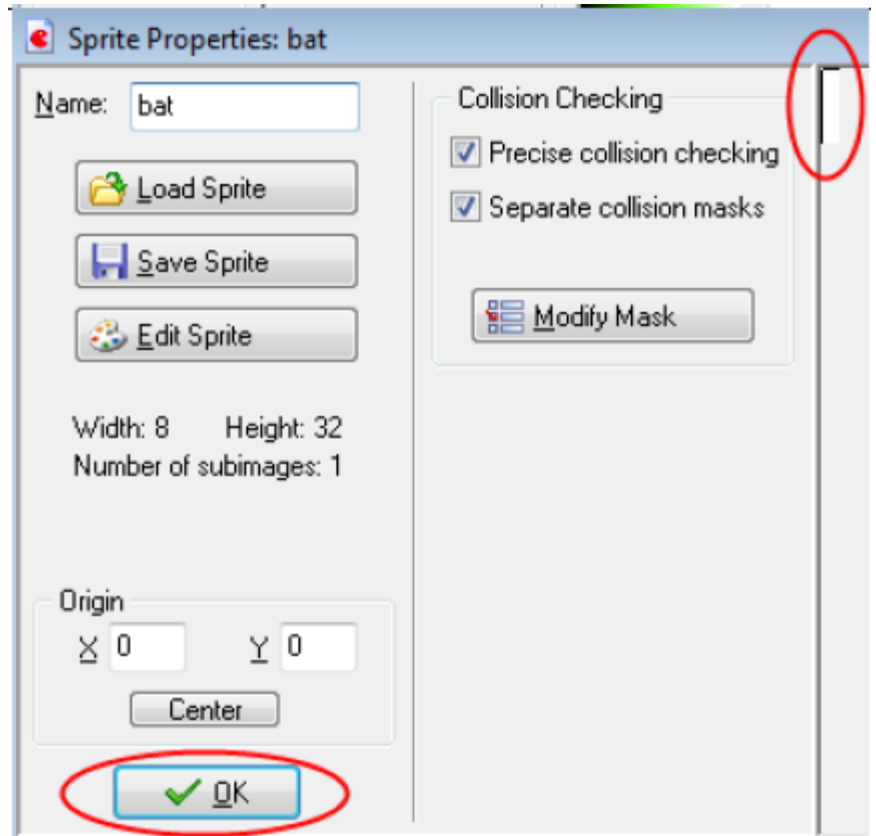 Sprite Properties: bat
Name: bat
Load Sprite
Save Sprite
Edit Sprite
Width: 8 Height: 32
Number of subimages: 1
Origin
X 0 Y 0
Center
OK
Collision Checking
Precise collision checking
Separate collision masks
Modify Mask